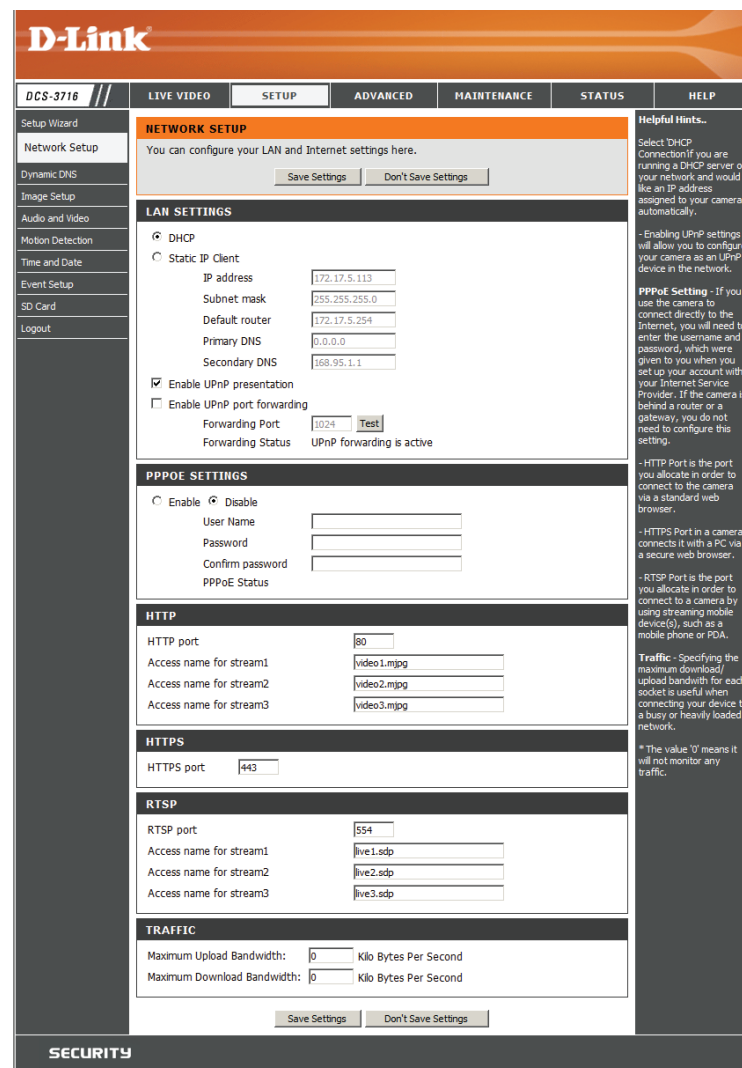 D-Link
DCS-3716 //
LIVE VIDEO
SETUP
ADVANCED
MAINTENANCE
STATUS
HELP
Setup Wizard
Network Setup
Dynamic DNS
Image Setup
Audio and Video
Motion Detection
Time and Date
Event Setup
SD Card
Logout
NETWORK SETUP
You can configure your LAN and Internet settings here.
Save Settings Don't Save Settings
LAN SETTINGS
DHCP
Static IP Client
IP address 172.17.5.113
Subnet mask 255.255.255.0
Default router 172.17.5.254
Primary DNS 0.0.0.0
Secondary DNS 168.95.1.1
Enable UPnP presentation
Enable UPnP port forwarding
Forwarding Port 1024 Test
Forwarding Status UPnP forwarding is active
PPPOE SETTINGS
Enable Disable
User Name
Password
Confirm password
PPPoE Status
HTTP
HTTP port 80
Access name for stream1 video1.mjpg
Access name for stream2 video2.mjpg
Access name for stream3 video3.mjpg
HTTPS
HTTPS port 443
RTSP
RTSP port 554
Access name for stream1 live1.sdp
Access name for stream2 live2.sdp
Access name for stream3 live3.sdp
TRAFFIC
Maximum Upload Bandwidth: 0 Kilo Bytes Per Second
Maximum Download Bandwidth: 0 Kilo Bytes Per Second
Save Settings Don't Save Settings
Helpful Hints..
Select 'DHCP
Connection'if you are
running a DHCP server o
your network and would
like an IP address
assigned to your camera
automatically.
- Enabling UPnP settings
will allow you to configure
your camera as an UPnP
device in the network.
PPPoE Setting - If you
use the camera to
connect directly to the
Internet, you will need to
enter the username and
password, which were
given to you when you
set up your account with
your Internet Service
Provider. If the camera is
behind a router or a
gateway, you do not
need to configure this
setting.
- HTTP Port is the port
you allocate in order to
connect to the camera
via a standard web
browser.
- HTTPS Port in a camera
connects it with a PC via
a secure web browser.
- RTSP Port is the port
you allocate in order to
connect to a camera by
using streaming mobile
device(s), such as a
mobile phone or PDA.
Traffic - Specifying the
maximum download/
upload bandwith for each
socket is useful when
connecting your device t
a busy or heavily loaded
network.
* The value '0' means it
will not monitor any
traffic.
SECURITY